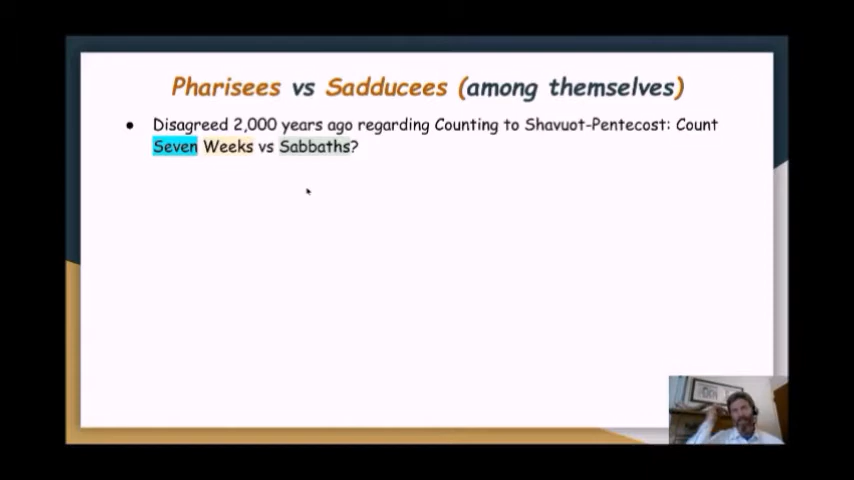 Pharisees vs Sadducees (among themselves)
● Disagreed 2,000 years ago regarding Counting to Shavuot-Pentecost: Count
Seven Weeks vs Sabbaths?